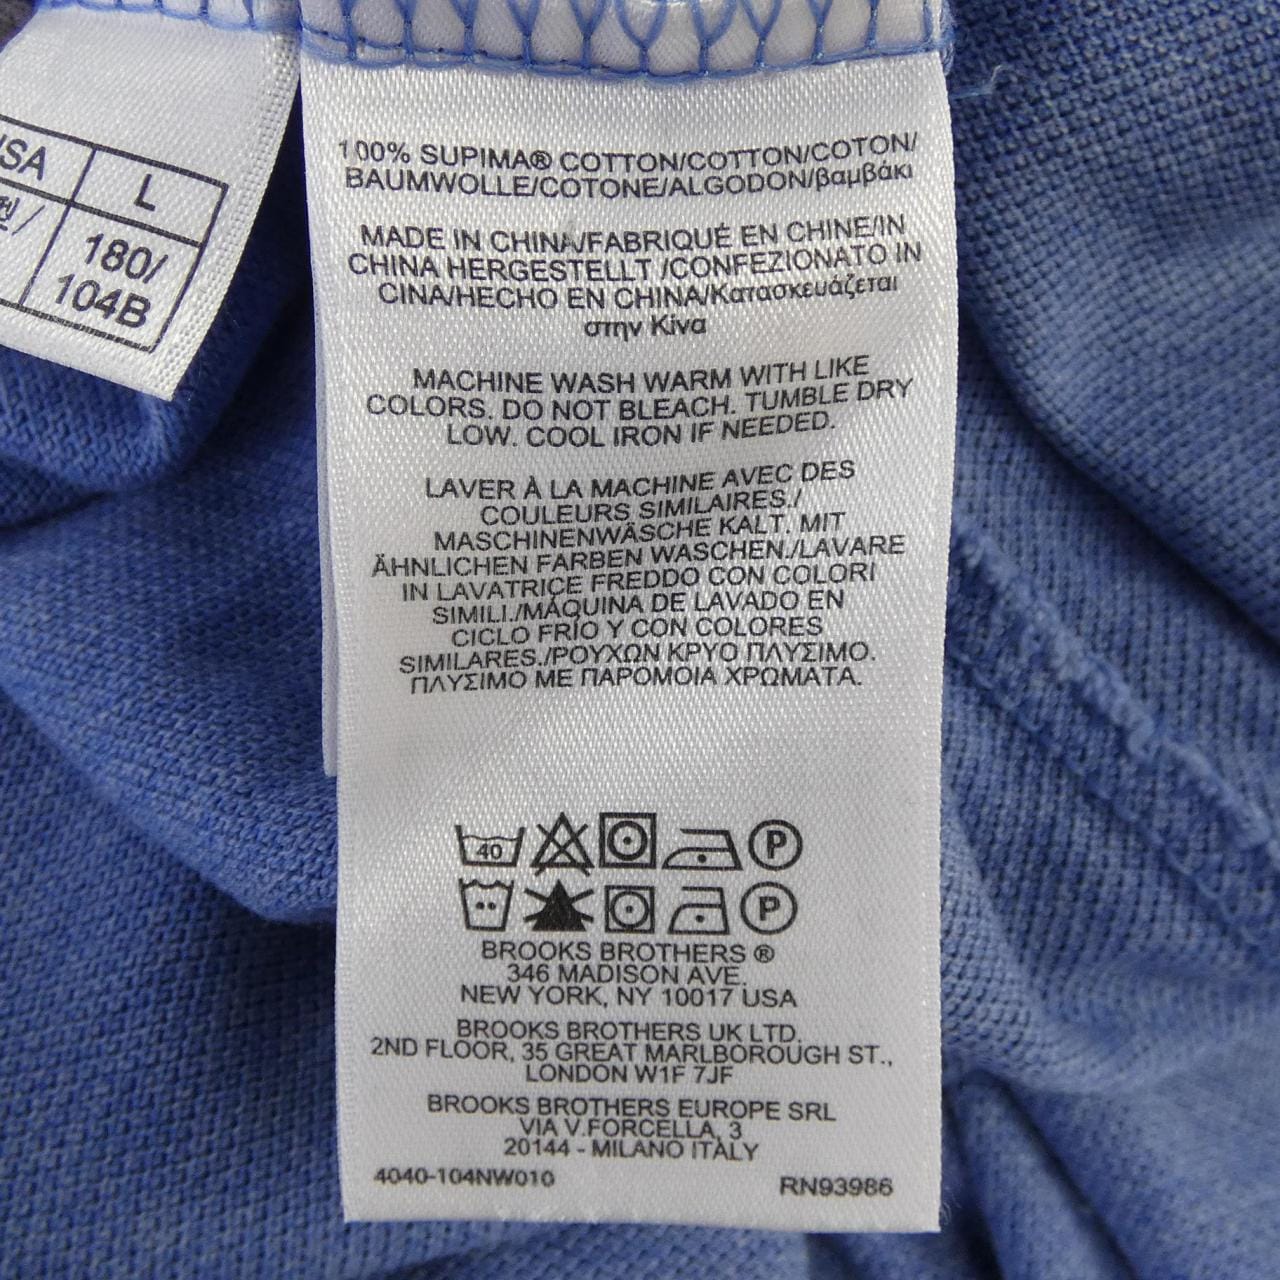 L
180/
104B
100% SUPIMA® COTTON/COTTON/COTON/
BAUMWOLLE/COTONE/ALGODON/βαμβάκι
MADE IN CHINA/FABRIQUÉ EN CHINE/IN
CHINA HERGESTELLT /CONFEZIONATO IN
CINA/HECHO EN CHINA/Κατασκευάζεται
στην Κίνα
MACHINE WASH WARM WITH LIKE
COLORS. DO NOT BLEACH. TUMBLE DRY
LOW. COOL IRON IF NEEDED.
LAVER À LA MACHINE AVEC DES
COULEURS SIMILAIRES./
MASCHINENWÄSCHE KALT. MIT
ÄHNLICHEN FARBEN WASCHEN./LAVARE
IN LAVATRICE FREDDO CON COLORI
SIMILI./MÁQUINA DE LAVADO EN
CICLO FRÍO Y CON COLORES
SIMILARES./ΡΟΥΧΩΝ ΚΡΥΟ ΠΛΥΣΙΜΟ.
ΠΛΥΣΙΜΟ ΜΕ ΠΑΡΟΜΟΙΑ ΧΡΩΜΑΤΑ.
40 P
P
BROOKS BROTHERS ®
346 MADISON AVE.
NEW YORK, NY 10017 USA
BROOKS BROTHERS UK LTD.
2ND FLOOR, 35 GREAT MARLBOROUGH ST.,
LONDON W1F 7JF
BROOKS BROTHERS EUROPE SRL
VIA V.FORCELLA, 3
20144 - MILANO ITALY
4040-104NW010 RN93986